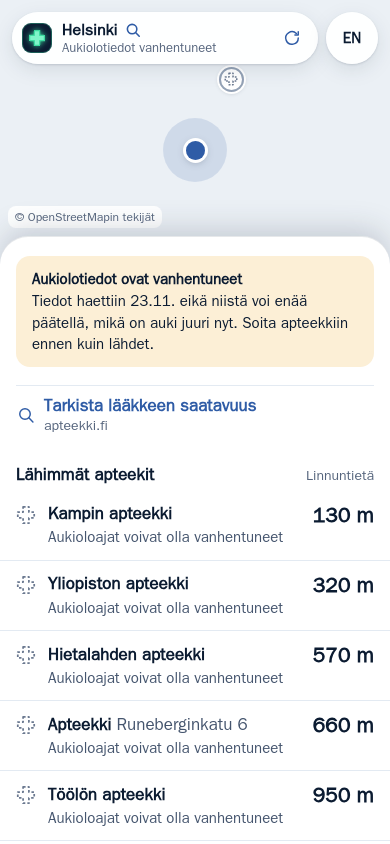 Helsinki
Aukiolotiedot vanhentuneet
EN
© OpenStreetMapin tekijät
Aukiolotiedot ovat vanhentuneet
Tiedot haettiin 23.11. eikä niistä voi enää
päätellä, mikä on auki juuri nyt. Soita apteekkiin
ennen kuin lähdet.
Tarkista lääkkeen saatavuus
apteekki.fi
Lähimmät apteekit Linnuntietä
Kampin apteekki 130 m
Aukioloajat voivat olla vanhentuneet
Yliopiston apteekki 320 m
Aukioloajat voivat olla vanhentuneet
Hietalahden apteekki 570 m
Aukioloajat voivat olla vanhentuneet
Apteekki Runeberginkatu 6 660 m
Aukioloajat voivat olla vanhentuneet
Töölön apteekki 950 m
Aukioloajat voivat olla vanhentuneet